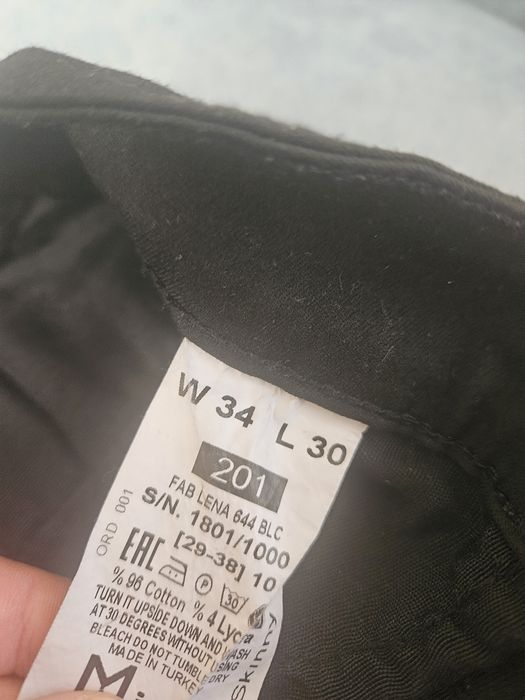 W 34 L 30
201
FAB LENA 644 BLC
S/N. 1801/1000
[29-38] 10
ORD 001
EAC P 30
% 96 Cotton % 4 Lycra
TURN IT UPSIDE DOWN AND WASH
AT 30 DEGREES WITHOUT USING
BLEACH DO NOT TUMBLE DRY
MADE IN TURKEY
Skinny